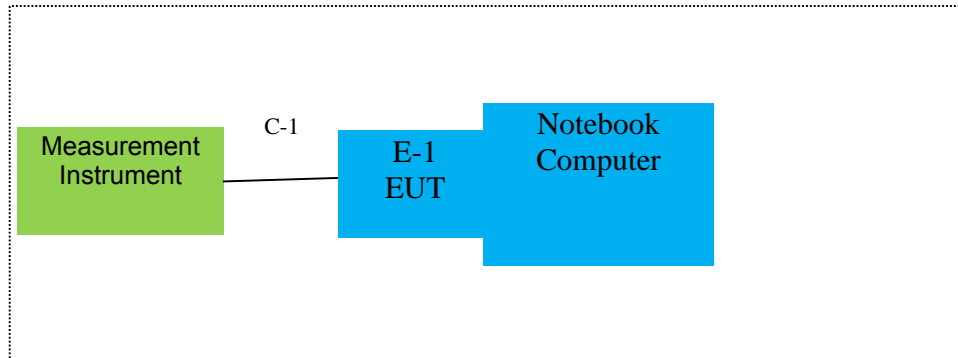 Measurement
Instrument
C-1
E-1
EUT
Notebook
Computer